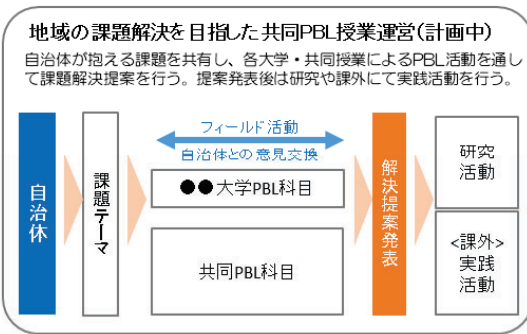 地域の課題解決を目指した共同PBL授業運営(計画中)
自治体が抱える課題を共有し、各大学・共同授業によるPBL活動を通し
て課題解決提案を行う。提案発表後は研究や課外にて実践活動を行う。
自治体
課題テーマ
フィールド活動
自治体との意見交換
●●大学PBL科目
共同PBL科目
解決提案発表
研究
活動
<課外>
実践
活動